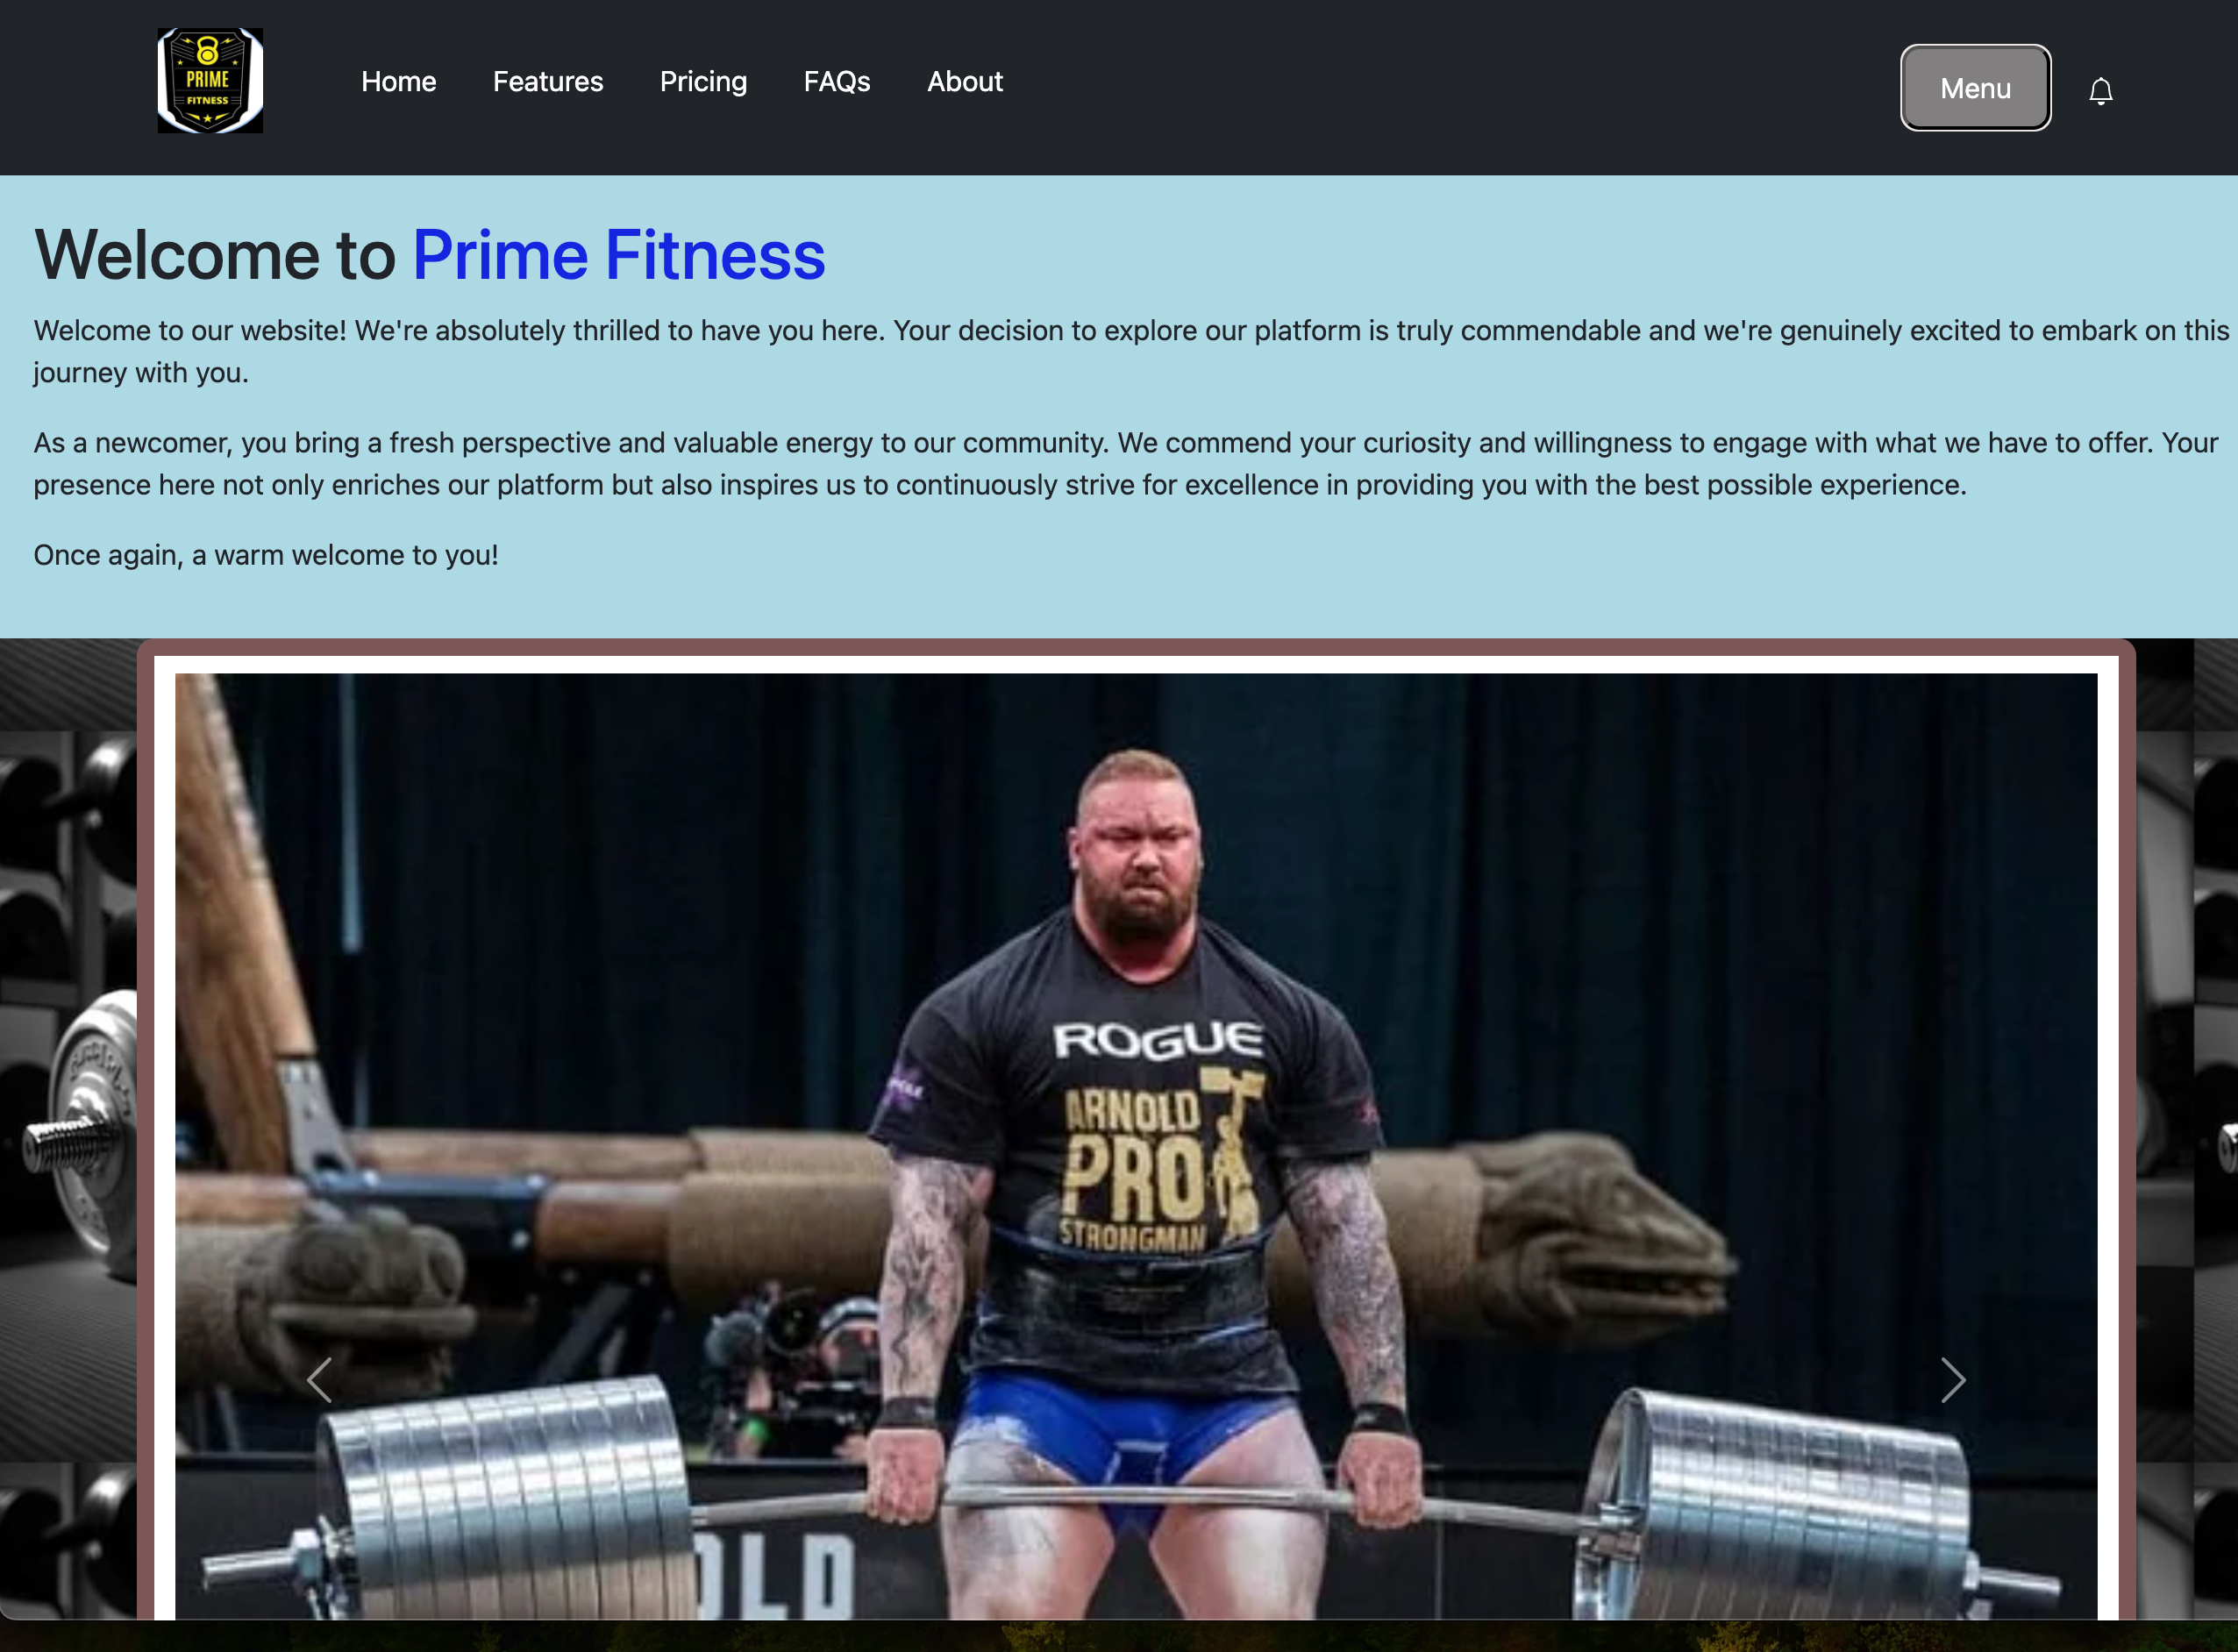 PRIME
FITNESS
Home Features Pricing FAQs About
Menu
Welcome to Prime Fitness
Welcome to our website! We're absolutely thrilled to have you here. Your decision to explore our platform is truly commendable and we're genuinely excited to embark on this
journey with you.
As a newcomer, you bring a fresh perspective and valuable energy to our community. We commend your curiosity and willingness to engage with what we have to offer. Your
presence here not only enriches our platform but also inspires us to continuously strive for excellence in providing you with the best possible experience.
Once again, a warm welcome to you!
ROGUE
ARNOLD
PRO
STRONGMAN
OLD